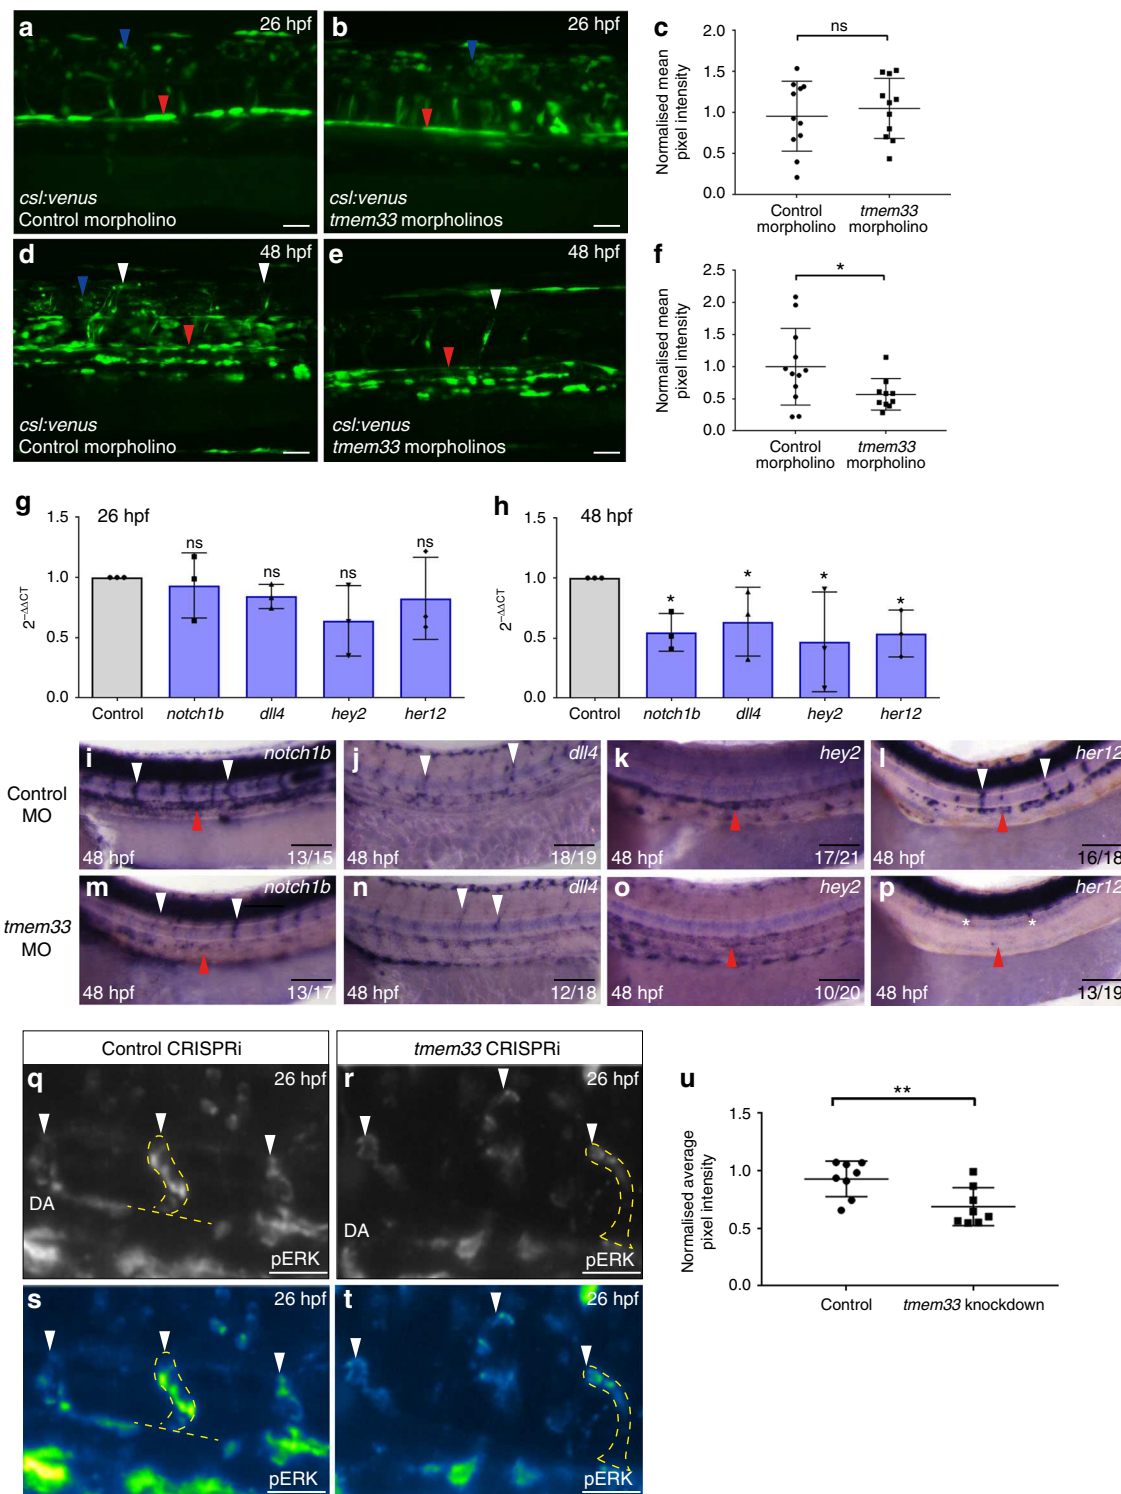 a
26 hpf
csl:venus
Control morpholino
b
26 hpf
csl:venus
tmem33 morpholinos
c
ns
Normalised mean
pixel intensity
2.0
1.5
1.0
0.5
0.0
Control
morpholino
tmem33
morpholino
d
48 hpf
csl:venus
Control morpholino
e
48 hpf
csl:venus
tmem33 morpholinos
f
*
Normalised mean
pixel intensity
2.5
2.0
1.5
1.0
0.5
0.0
Control
morpholino
tmem33
morpholino
g
26 hpf
2−ΔΔCT
1.5
1.0
0.5
0.0
ns
ns
ns
ns
Control
notch1b
dll4
hey2
her12
h
48 hpf
2−ΔΔCT
1.5
1.0
0.5
0.0
*
*
*
*
Control
notch1b
dll4
hey2
her12
Control
MO
i
notch1b
48 hpf
13/15
j
dll4
48 hpf
18/19
k
hey2
48 hpf
17/21
l
her12
48 hpf
16/18
tmem33
MO
m
notch1b
48 hpf
13/17
n
dll4
48 hpf
12/18
o
hey2
48 hpf
10/20
p
her12
* *
48 hpf
13/19
Control CRISPRi
tmem33 CRISPRi
q
26 hpf
DA
pERK
r
26 hpf
DA
pERK
s
26 hpf
pERK
t
26 hpf
pERK
u
**
Normalised average
pixel intensity
1.5
1.0
0.5
0.0
Control
tmem33 knockdown